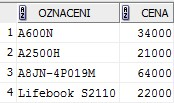 OZNACENI CENA
1 A600N 34000
2 A2500H 21000
3 A8JN-4P019M 64000
4 Lifebook S2110 22000